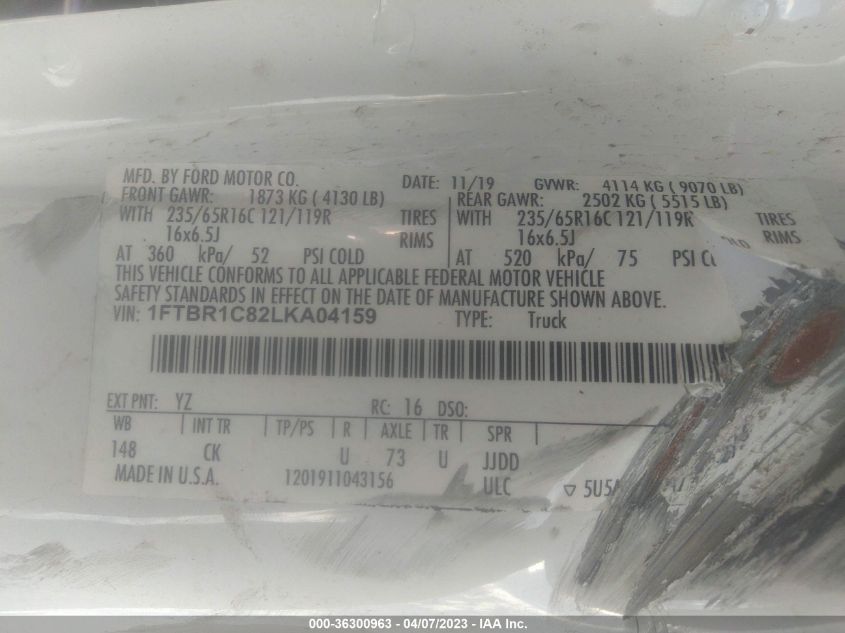 MFD. BY FORD MOTOR CO. DATE: 11/19 GVWR: 4114 KG ( 9070 LB)
FRONT GAWR: 1873 KG ( 4130 LB) REAR GAWR: 2502 KG ( 5515 LB)
WITH 235/65R16C 121/119R TIRES WITH 235/65R16C 121/119R TIRES
16x6.5J RIMS 16x6.5J RIMS
AT 360 kPa/ 52 PSI COLD AT 520 kPa/ 75 PSI
THIS VEHICLE CONFORMS TO ALL APPLICABLE FEDERAL MOTOR VEHICLE
SAFETY STANDARDS IN EFFECT ON THE DATE OF MANUFACTURE SHOWN ABOVE.
VIN: 1FTBR1C82LKA04159 TYPE: Truck
EXT PNT: YZ RC: 16 DSO:
WB INT TR TP/PS R AXLE TR SPR
148 CK U 73 U JJDD
MADE IN U.S.A. 1201911043156 ULC
000-36300963 - 04/07/2023 - IAA Inc.